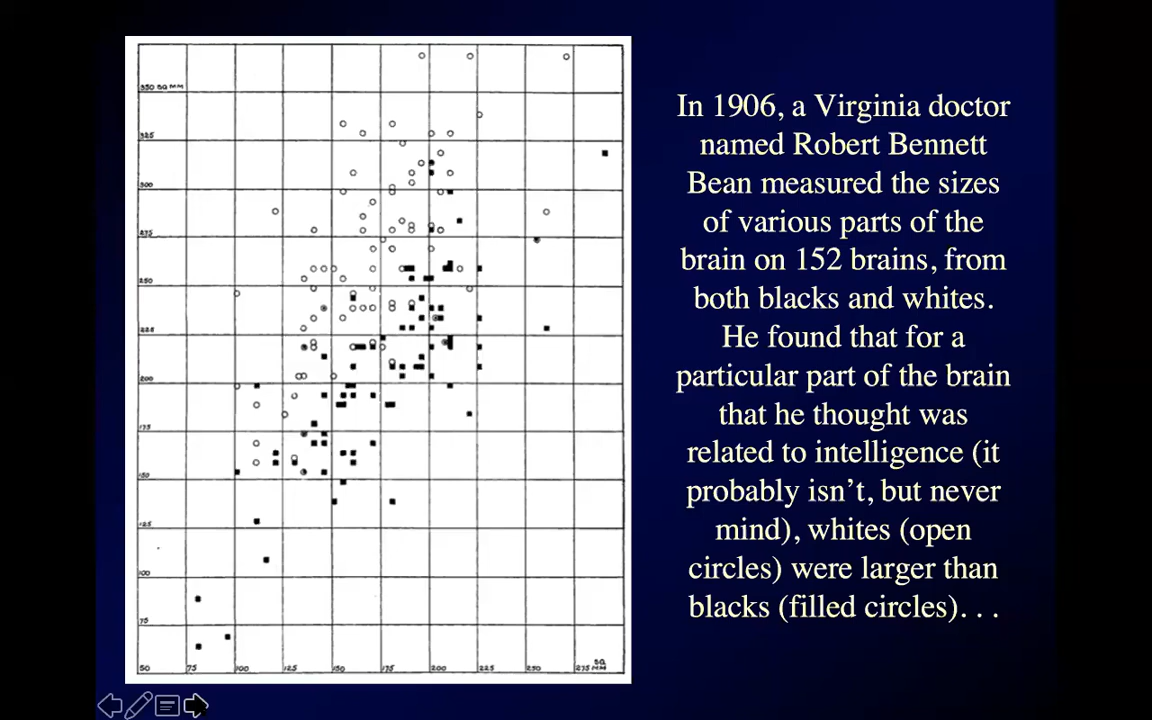 350 SQ MM
325
300
275
250
225
200
175
150
125
100
75
50 75 100 125 150 175 200 225 250 275 SQ MM
In 1906, a Virginia doctor
named Robert Bennett
Bean measured the sizes
of various parts of the
brain on 152 brains, from
both blacks and whites.
He found that for a
particular part of the brain
that he thought was
related to intelligence (it
probably isn’t, but never
mind), whites (open
circles) were larger than
blacks (filled circles). . .